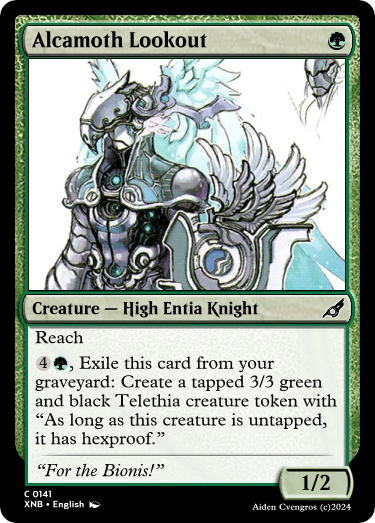 Alcamoth Lookout
Creature — High Entia Knight
Reach
4, Exile this card from your
graveyard: Create a tapped 3/3 green
and black Telethia creature token with
“As long as this creature is untapped,
it has hexproof.”
“For the Bionis!”
1/2
C 0141
XNB • English
Aiden Cvengros (c)2024